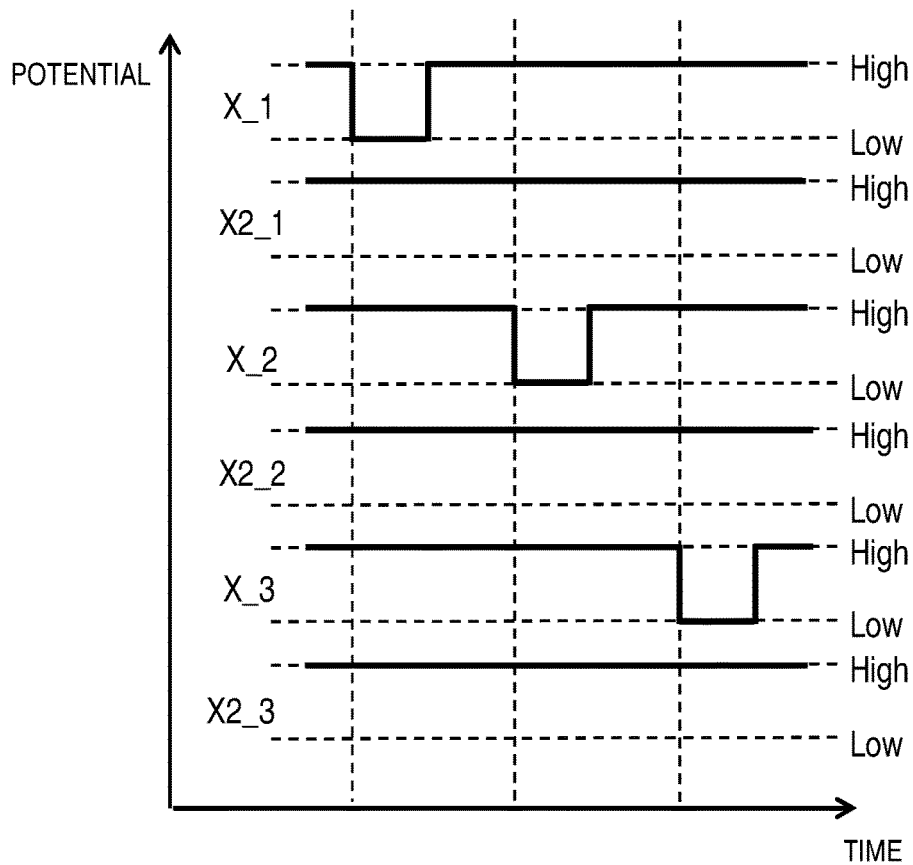 POTENTIAL
High
X_1
Low
High
X2_1
Low
High
X_2
Low
High
X2_2
Low
High
X_3
Low
High
X2_3
Low
TIME